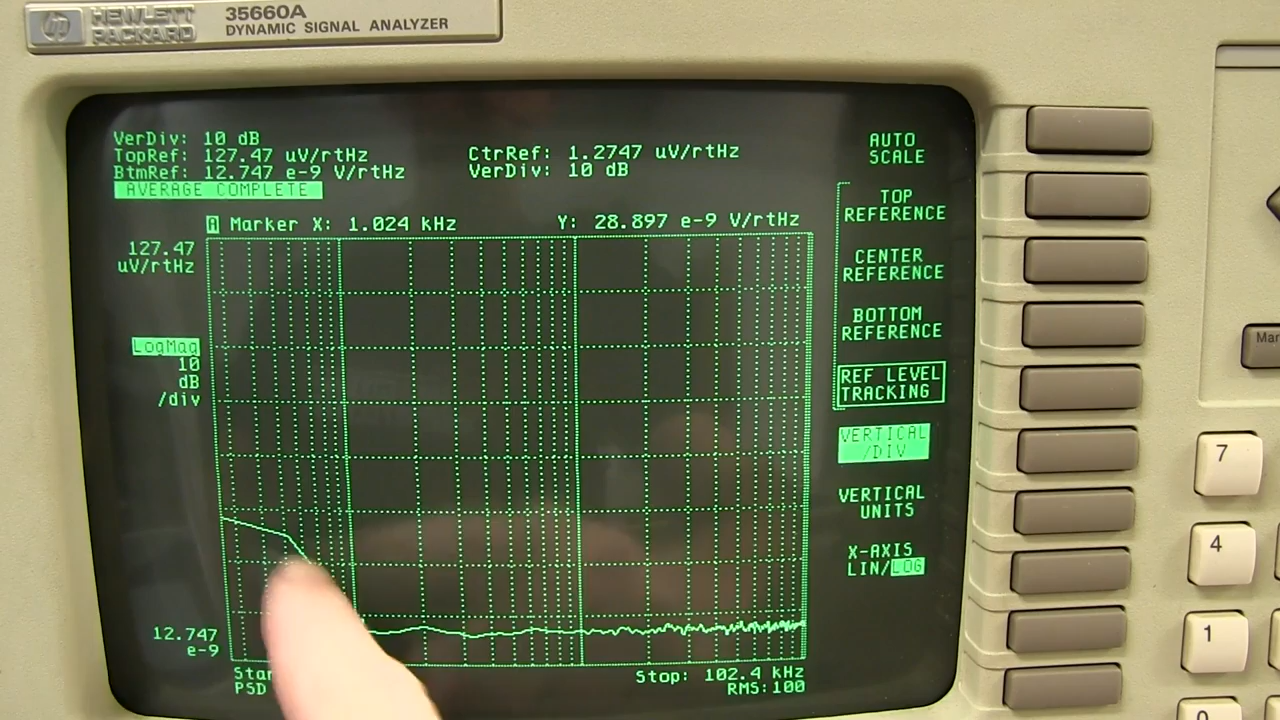 hp HEWLETT PACKARD
35660A
DYNAMIC SIGNAL ANALYZER
VerDiv: 10 dB
TopRef: 127.47 uV/rtHz
BtmRef: 12.747 e-9 V/rtHz
AVERAGE COMPLETE
CtrRef: 1.2747 uV/rtHz
VerDiv: 10 dB
A Marker X: 1.024 kHz Y: 28.897 e-9 V/rtHz
127.47
uV/rtHz
LogMag
10
dB
/div
12.747
e-9
Stop: 102.4 kHz
PSD
RMS:100
AUTO
SCALE
TOP
REFERENCE
CENTER
REFERENCE
BOTTOM
REFERENCE
REF LEVEL
TRACKING
VERTICAL
/DIV
VERTICAL
UNITS
X-AXIS
LIN/LOG
7
4
1